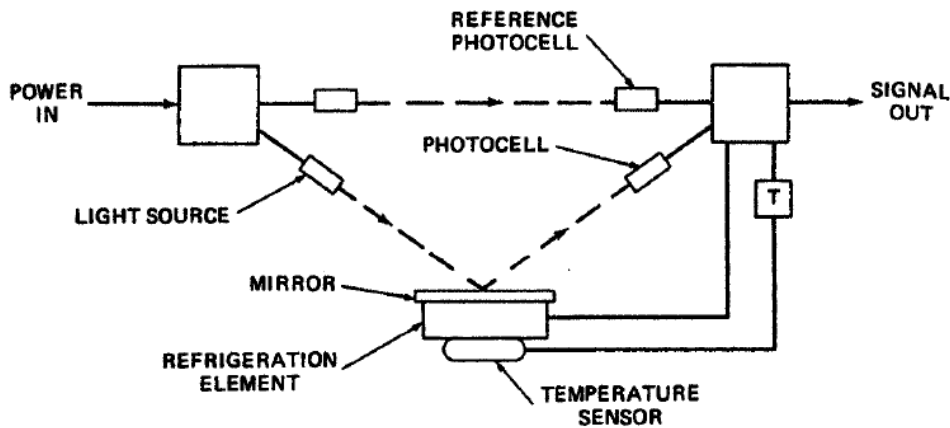 REFERENCE
PHOTOCELL
POWER
IN
SIGNAL
OUT
PHOTOCELL
T
LIGHT SOURCE
MIRROR
REFRIGERATION
ELEMENT
TEMPERATURE
SENSOR